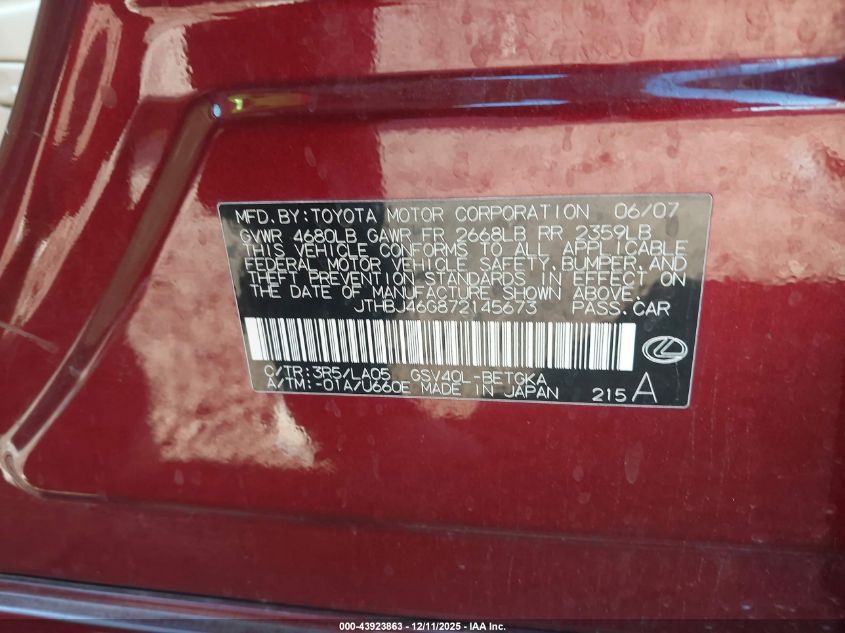 MFD. BY: TOYOTA MOTOR CORPORATION 06/07
GVWR 4680LB GAWR FR 2668LB RR 2359LB
THIS VEHICLE CONFORMS TO ALL APPLICABLE
FEDERAL MOTOR VEHICLE SAFETY, BUMPER, AND
THEFT PREVENTION STANDARDS IN EFFECT ON
THE DATE OF MANUFACTURE SHOWN ABOVE.
JTHBJ46G872145673 PASS. CAR
C/TR: 3R5/LA05 GSV40L-BETGKA
A/TM: -01A/U660E MADE IN JAPAN 215 A
000-43923863 - 12/11/2025 - IAA Inc.